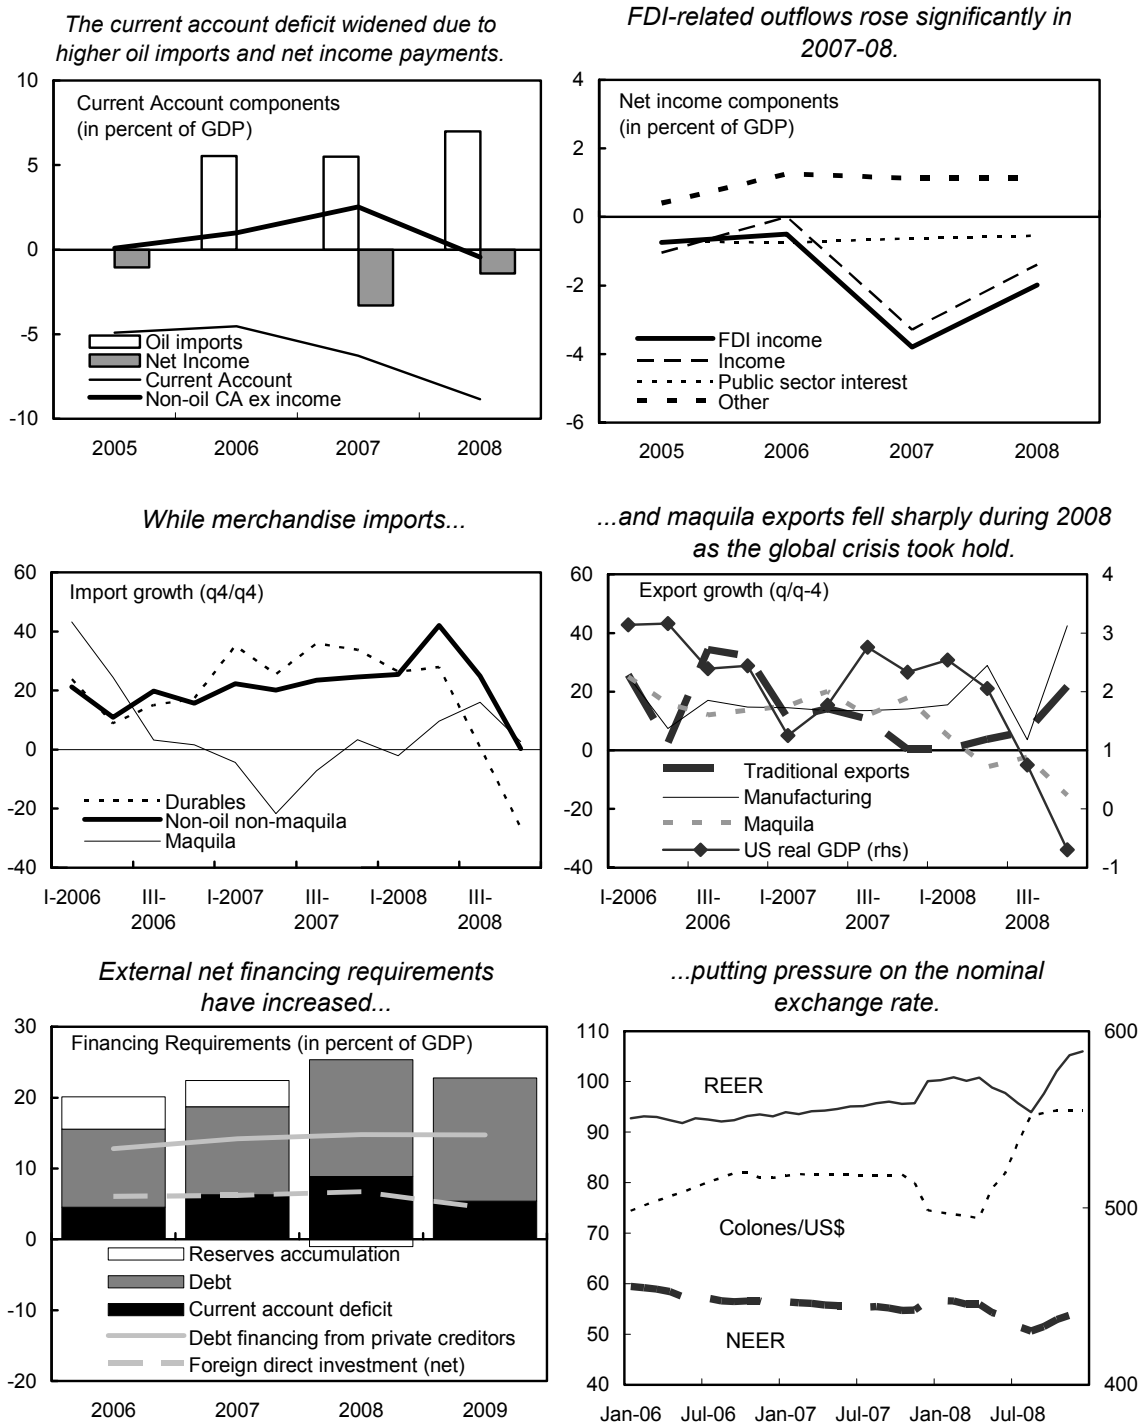 The current account deficit widened due to
higher oil imports and net income payments.
10
5
0
-5
-10
Current Account components
(in percent of GDP)
Oil imports
Net Income
Current Account
Non-oil CA ex income
2005
2006
2007
2008
FDI-related outflows rose significantly in
2007-08.
4
2
0
-2
-4
-6
Net income components
(in percent of GDP)
FDI income
Income
Public sector interest
Other
2005
2006
2007
2008
While merchandise imports...
60
40
20
0
-20
-40
Import growth (q4/q4)
Durables
Non-oil non-maquila
Maquila
I-2006
III-
2006
I-2007
III-
2007
I-2008
III-
2008
...and maquila exports fell sharply during 2008
as the global crisis took hold.
60
40
20
0
-20
-40
Export growth (q/q-4)
Traditional exports
Manufacturing
Maquila
US real GDP (rhs)
4
3
2
1
0
-1
I-2006
III-
2006
I-2007
III-
2007
I-2008
III-
2008
External net financing requirements
have increased...
30
20
10
0
-10
-20
Financing Requirements (in percent of GDP)
Reserves accumulation
Debt
Current account deficit
Debt financing from private creditors
Foreign direct investment (net)
2006
2007
2008
2009
...putting pressure on the nominal
exchange rate.
110
100
90
80
70
60
50
40
REER
Colones/US$
NEER
600
500
400
Jan-06
Jul-06
Jan-07
Jul-07
Jan-08
Jul-08